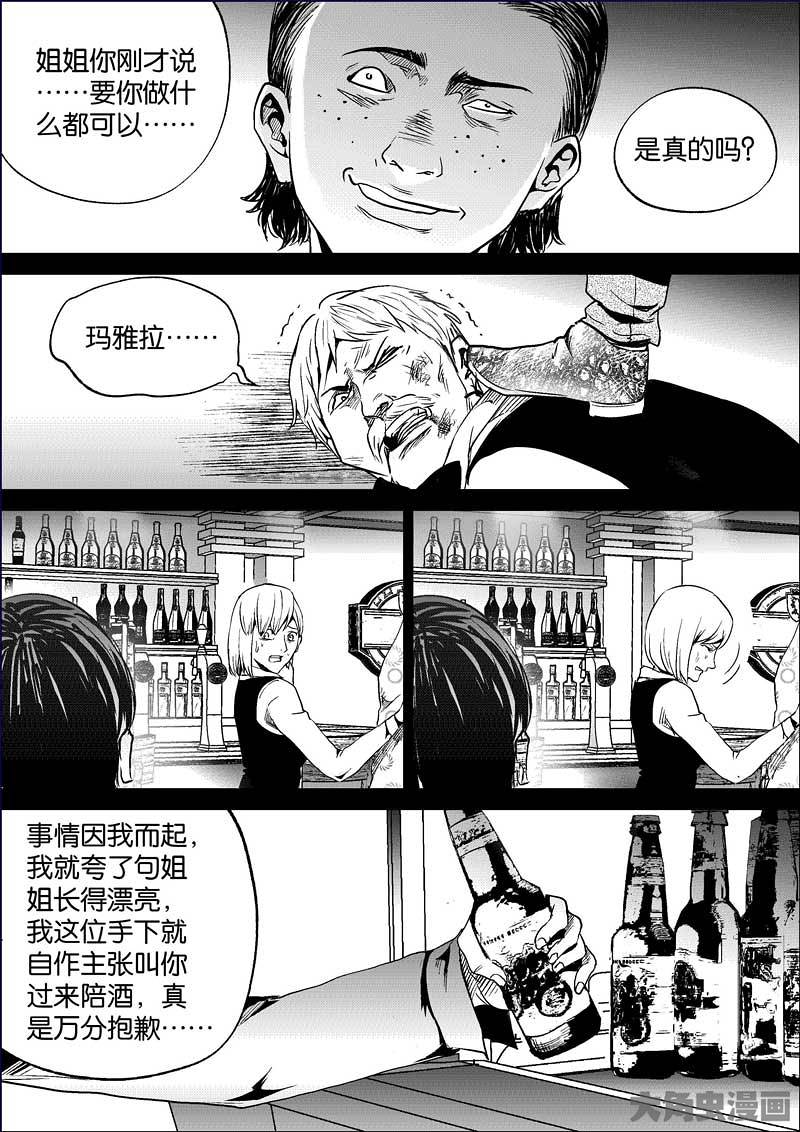 姐姐你刚才说
……要你做什
么都可以……
是真的吗？
玛雅拉……
事情因我而起，
我就夸了句姐
姐长得漂亮，
我这位手下就
自作主张叫你
过来陪酒，真
是万分抱歉……
大角虫漫画